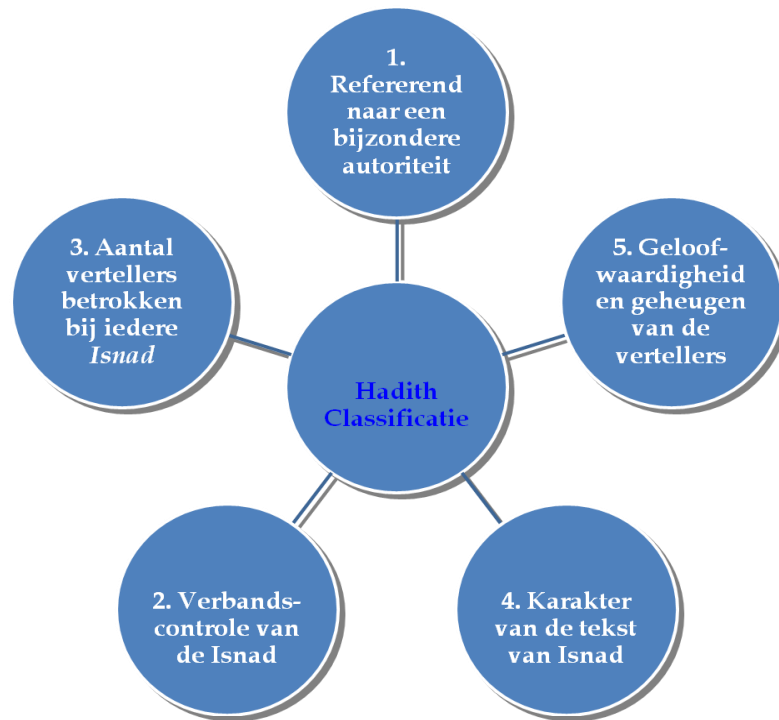 1.
Refererend
naar een
bijzondere
autoriteit
3. Aantal
vertellers
betrokken
bij iedere
Isnad
5. Geloof-
waardigheid
en geheugen
van de
vertellers
Hadith
Classificatie
2. Verbands-
controle van
de Isnad
4. Karakter
van de tekst
van Isnad